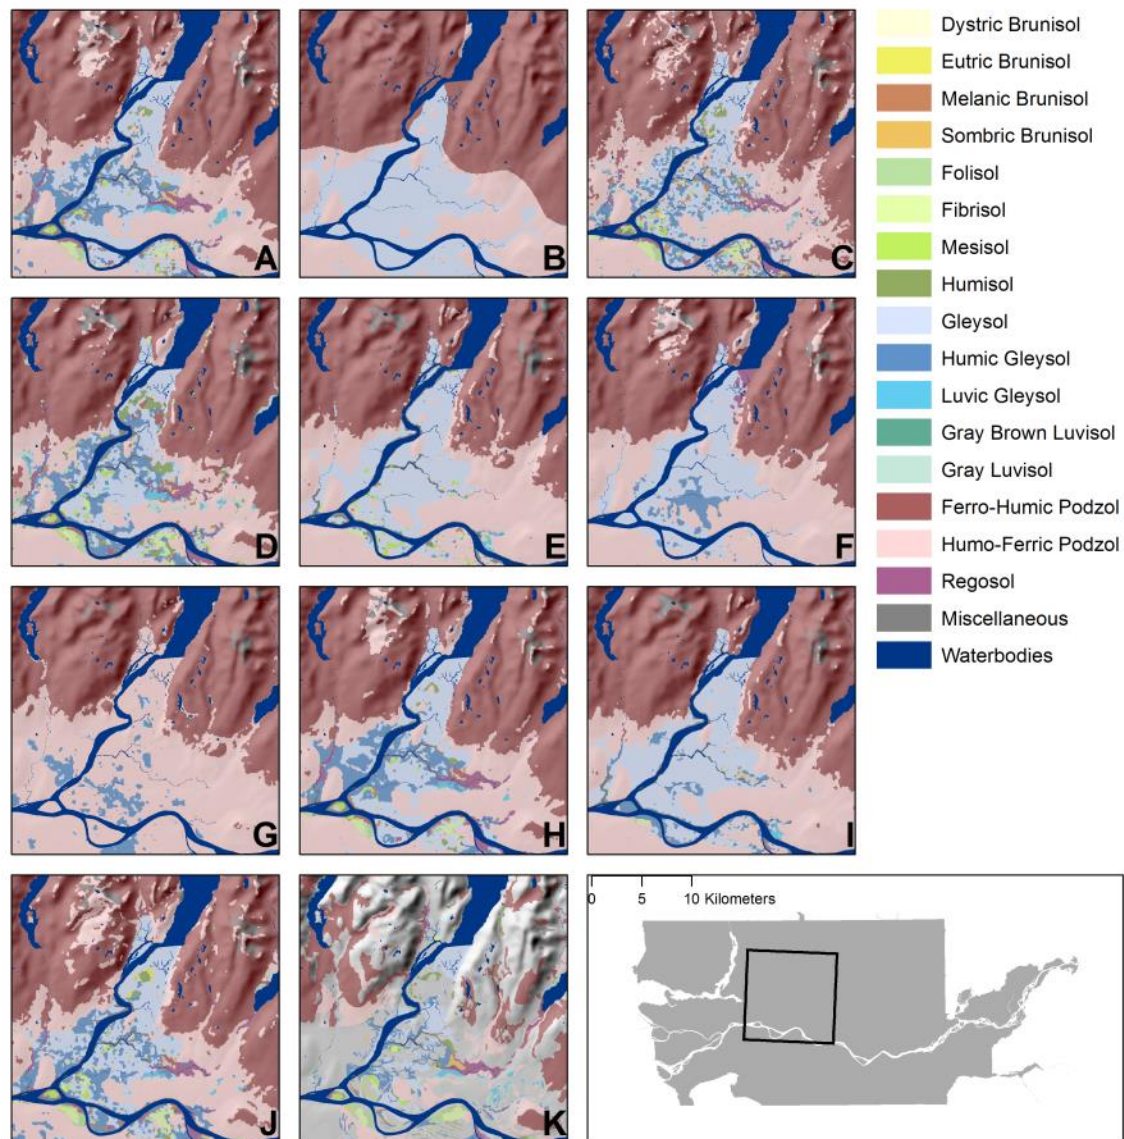 A
B
C
D
E
F
G
H
I
J
K
Dystric Brunisol
Eutric Brunisol
Melanic Brunisol
Sombric Brunisol
Folisol
Fibrisol
Mesisol
Humisol
Gleysol
Humic Gleysol
Luvic Gleysol
Gray Brown Luvisol
Gray Luvisol
Ferro-Humic Podzol
Humo-Ferric Podzol
Regosol
Miscellaneous
Waterbodies
0 5 10 Kilometers